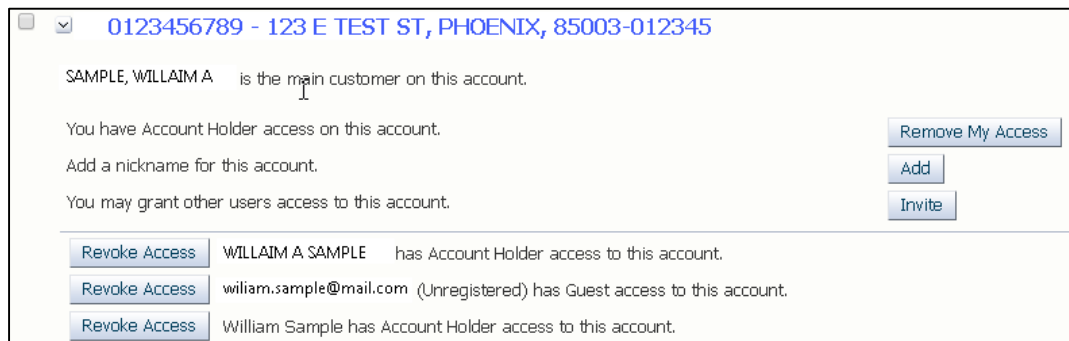 0123456789 - 123 E TEST ST, PHOENIX, 85003-012345
SAMPLE, WILLAIM A is the main customer on this account.
You have Account Holder access on this account. Remove My Access
Add a nickname for this account. Add
You may grant other users access to this account. Invite
Revoke Access WILLAIM A SAMPLE has Account Holder access to this account.
Revoke Access wiliam.sample@mail.com (Unregistered) has Guest access to this account.
Revoke Access William Sample has Account Holder access to this account.